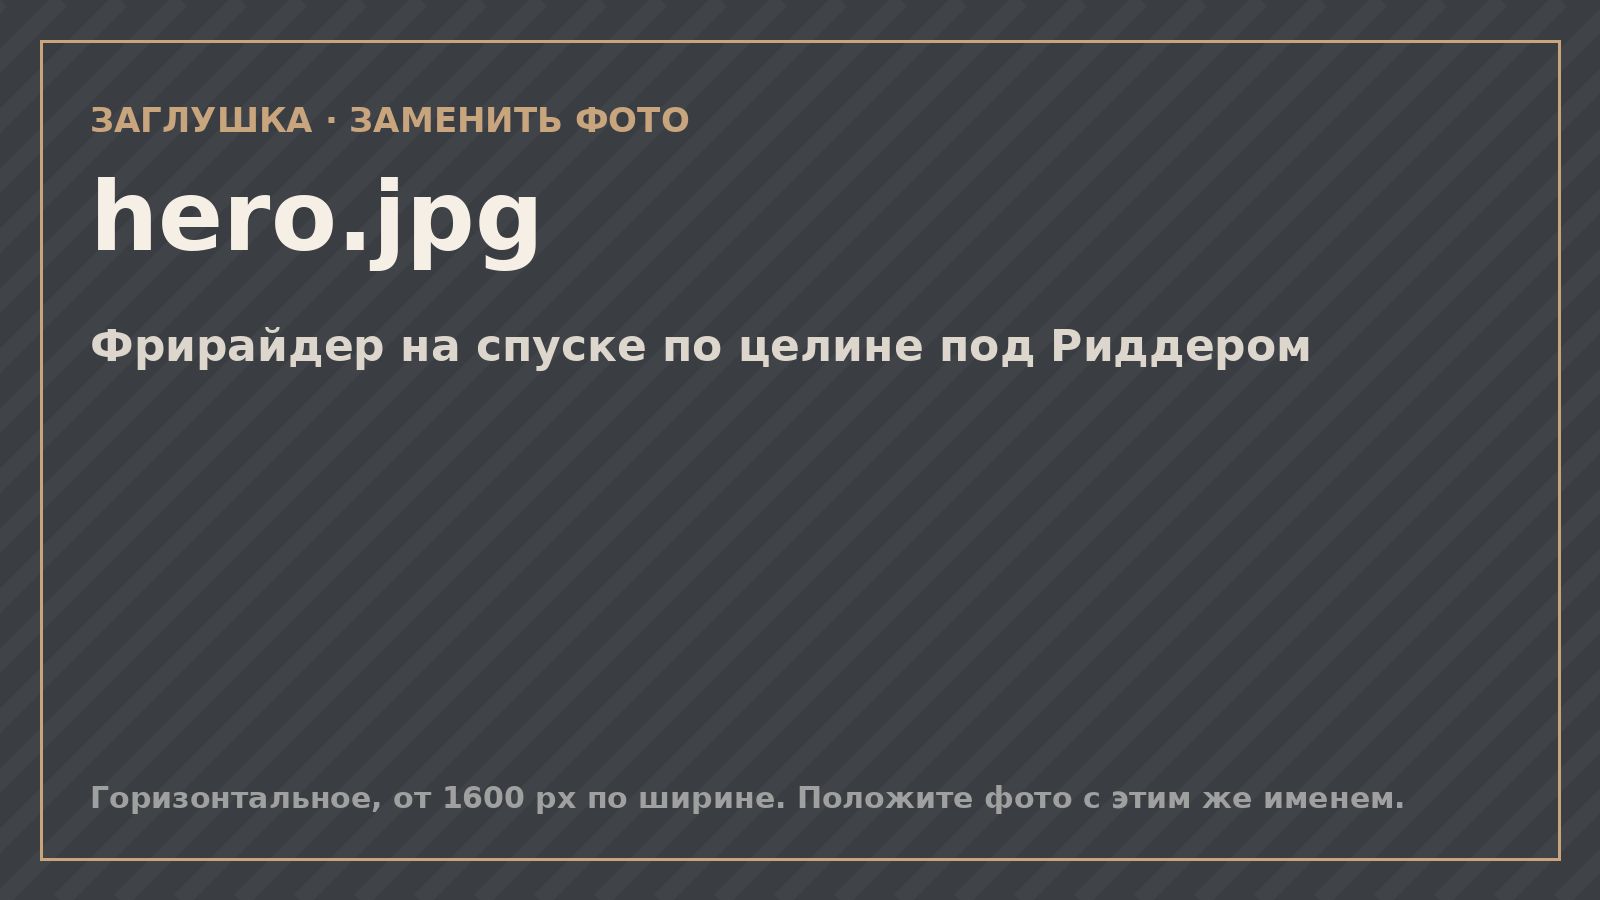 ЗАГЛУШКА · ЗАМЕНИТЬ ФОТО
hero.jpg
Фрирайдер на спуске по целине под Риддером
Горизонтальное, от 1600 px по ширине. Положите фото с этим же именем.